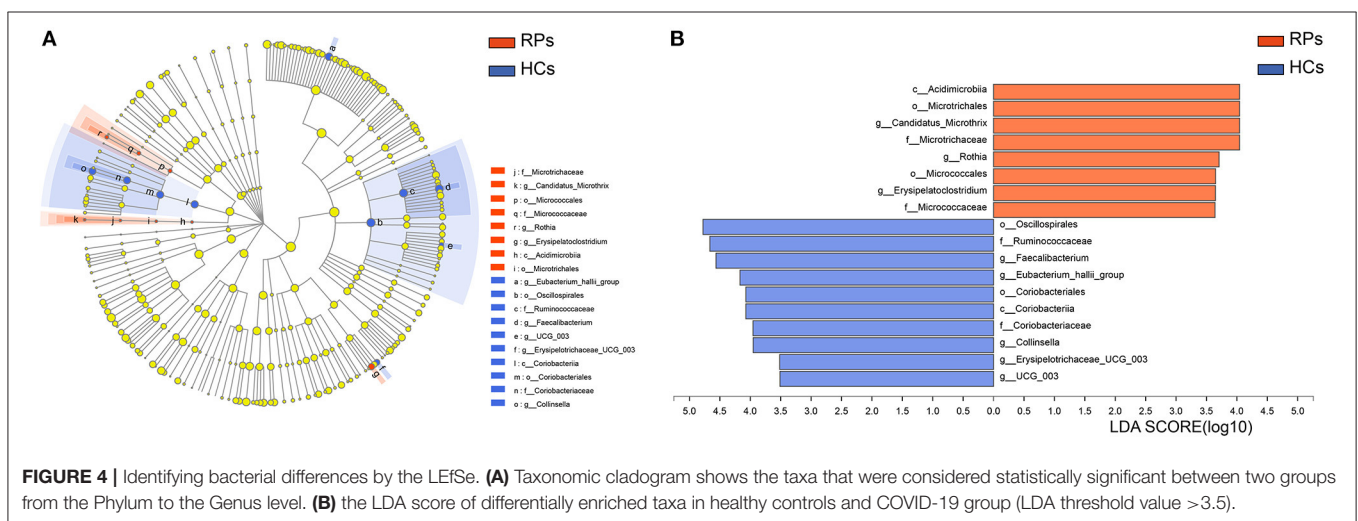 A
RPs
HCs
a
r
q
p
o
n
m
l
k
j
i
h
b
c
d
e
f
g
j : f__Microtrichaceae
k : g__Candidatus_Microthrix
p : o__Micrococcales
q : f__Micrococcaceae
r : g__Rothia
g : g__Erysipelatoclostridium
h : c__Acidimicrobiia
i : o__Microtrichales
a : g__Eubacterium_hallii_group
b : o__Oscillospirales
c : f__Ruminococcaceae
d : g__Faecalibacterium
e : g__UCG_003
f : g__Erysipelotrichaceae_UCG_003
l : c__Coriobacteriia
m : o__Coriobacteriales
n : f__Coriobacteriaceae
o : g__Collinsella
B
RPs
HCs
c__Acidimicrobiia
o__Microtrichales
g__Candidatus_Microthrix
f__Microtrichaceae
g__Rothia
o__Micrococcales
g__Erysipelatoclostridium
f__Micrococcaceae
o__Oscillospirales
f__Ruminococcaceae
g__Faecalibacterium
g__Eubacterium_hallii_group
o__Coriobacteriales
c__Coriobacteriia
f__Coriobacteriaceae
g__Collinsella
g__Erysipelotrichaceae_UCG_003
g__UCG_003
5.0 4.5 4.0 3.5 3.0 2.5 2.0 1.5 1.0 0.5 0.0 0.5 1.0 1.5 2.0 2.5 3.0 3.5 4.0 4.5 5.0
LDA SCORE(log10)
FIGURE 4 | Identifying bacterial differences by the LEfSe. (A) Taxonomic cladogram shows the taxa that were considered statistically significant between two groups
from the Phylum to the Genus level. (B) the LDA score of differentially enriched taxa in healthy controls and COVID-19 group (LDA threshold value >3.5).